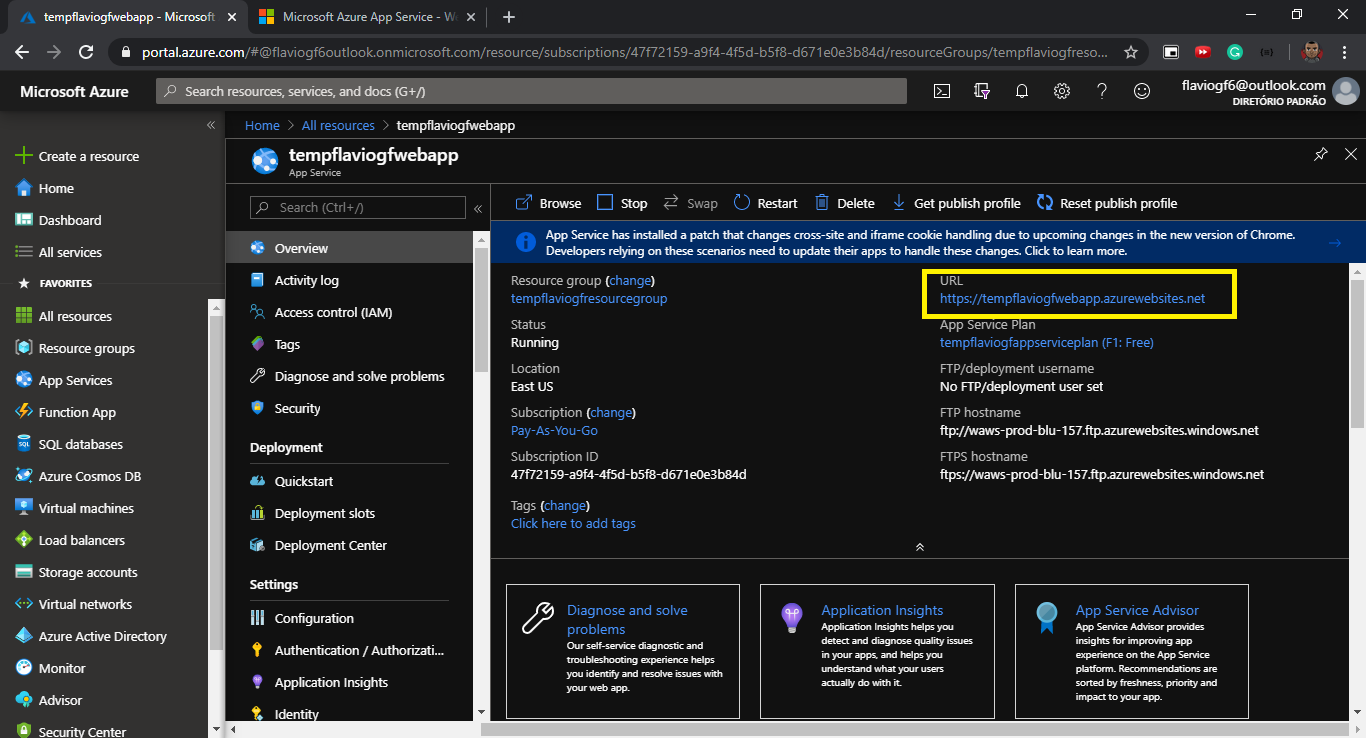 tempflaviogfwebapp - Microsoft
Microsoft Azure App Service - We
portal.azure.com/#@flaviogf6outlook.onmicrosoft.com/resource/subscriptions/47f72159-a9f4-4f5d-b5f8-d671e0e3b84d/resourceGroups/tempflaviogfreso...
Microsoft Azure
Search resources, services, and docs (G+/)
flaviogf6@outlook.com
DIRETÓRIO PADRÃO
Create a resource
Home
Dashboard
All services
FAVORITES
All resources
Resource groups
App Services
Function App
SQL databases
Azure Cosmos DB
Virtual machines
Load balancers
Storage accounts
Virtual networks
Azure Active Directory
Monitor
Advisor
Security Center
Home > All resources > tempflaviogfwebapp
tempflaviogfwebapp
App Service
Search (Ctrl+/)
Overview
Activity log
Access control (IAM)
Tags
Diagnose and solve problems
Security
Deployment
Quickstart
Deployment slots
Deployment Center
Settings
Configuration
Authentication / Authorizati...
Application Insights
Identity
Browse Stop Swap Restart Delete Get publish profile Reset publish profile
App Service has installed a patch that changes cross-site and iframe cookie handling due to upcoming changes in the new version of Chrome.
Developers relying on these scenarios need to update their apps to handle these changes. Click to learn more.
Resource group (change)
tempflaviogfresourcegroup
Status
Running
Location
East US
Subscription (change)
Pay-As-You-Go
Subscription ID
47f72159-a9f4-4f5d-b5f8-d671e0e3b84d
Tags (change)
Click here to add tags
URL
https://tempflaviogfwebapp.azurewebsites.net
App Service Plan
tempflaviogfappserviceplan (F1: Free)
FTP/deployment username
No FTP/deployment user set
FTP hostname
ftp://waws-prod-blu-157.ftp.azurewebsites.windows.net
FTPS hostname
ftps://waws-prod-blu-157.ftp.azurewebsites.windows.net
Diagnose and solve
problems
Our self-service diagnostic and
troubleshooting experience helps
you identify and resolve issues with
your web app.
Application Insights
Application Insights helps you
detect and diagnose quality issues
in your apps, and helps you
understand what your users
actually do with it.
App Service Advisor
App Service Advisor provides
insights for improving app
experience on the App Service
platform. Recommendations are
sorted by freshness, priority and
impact to your app.